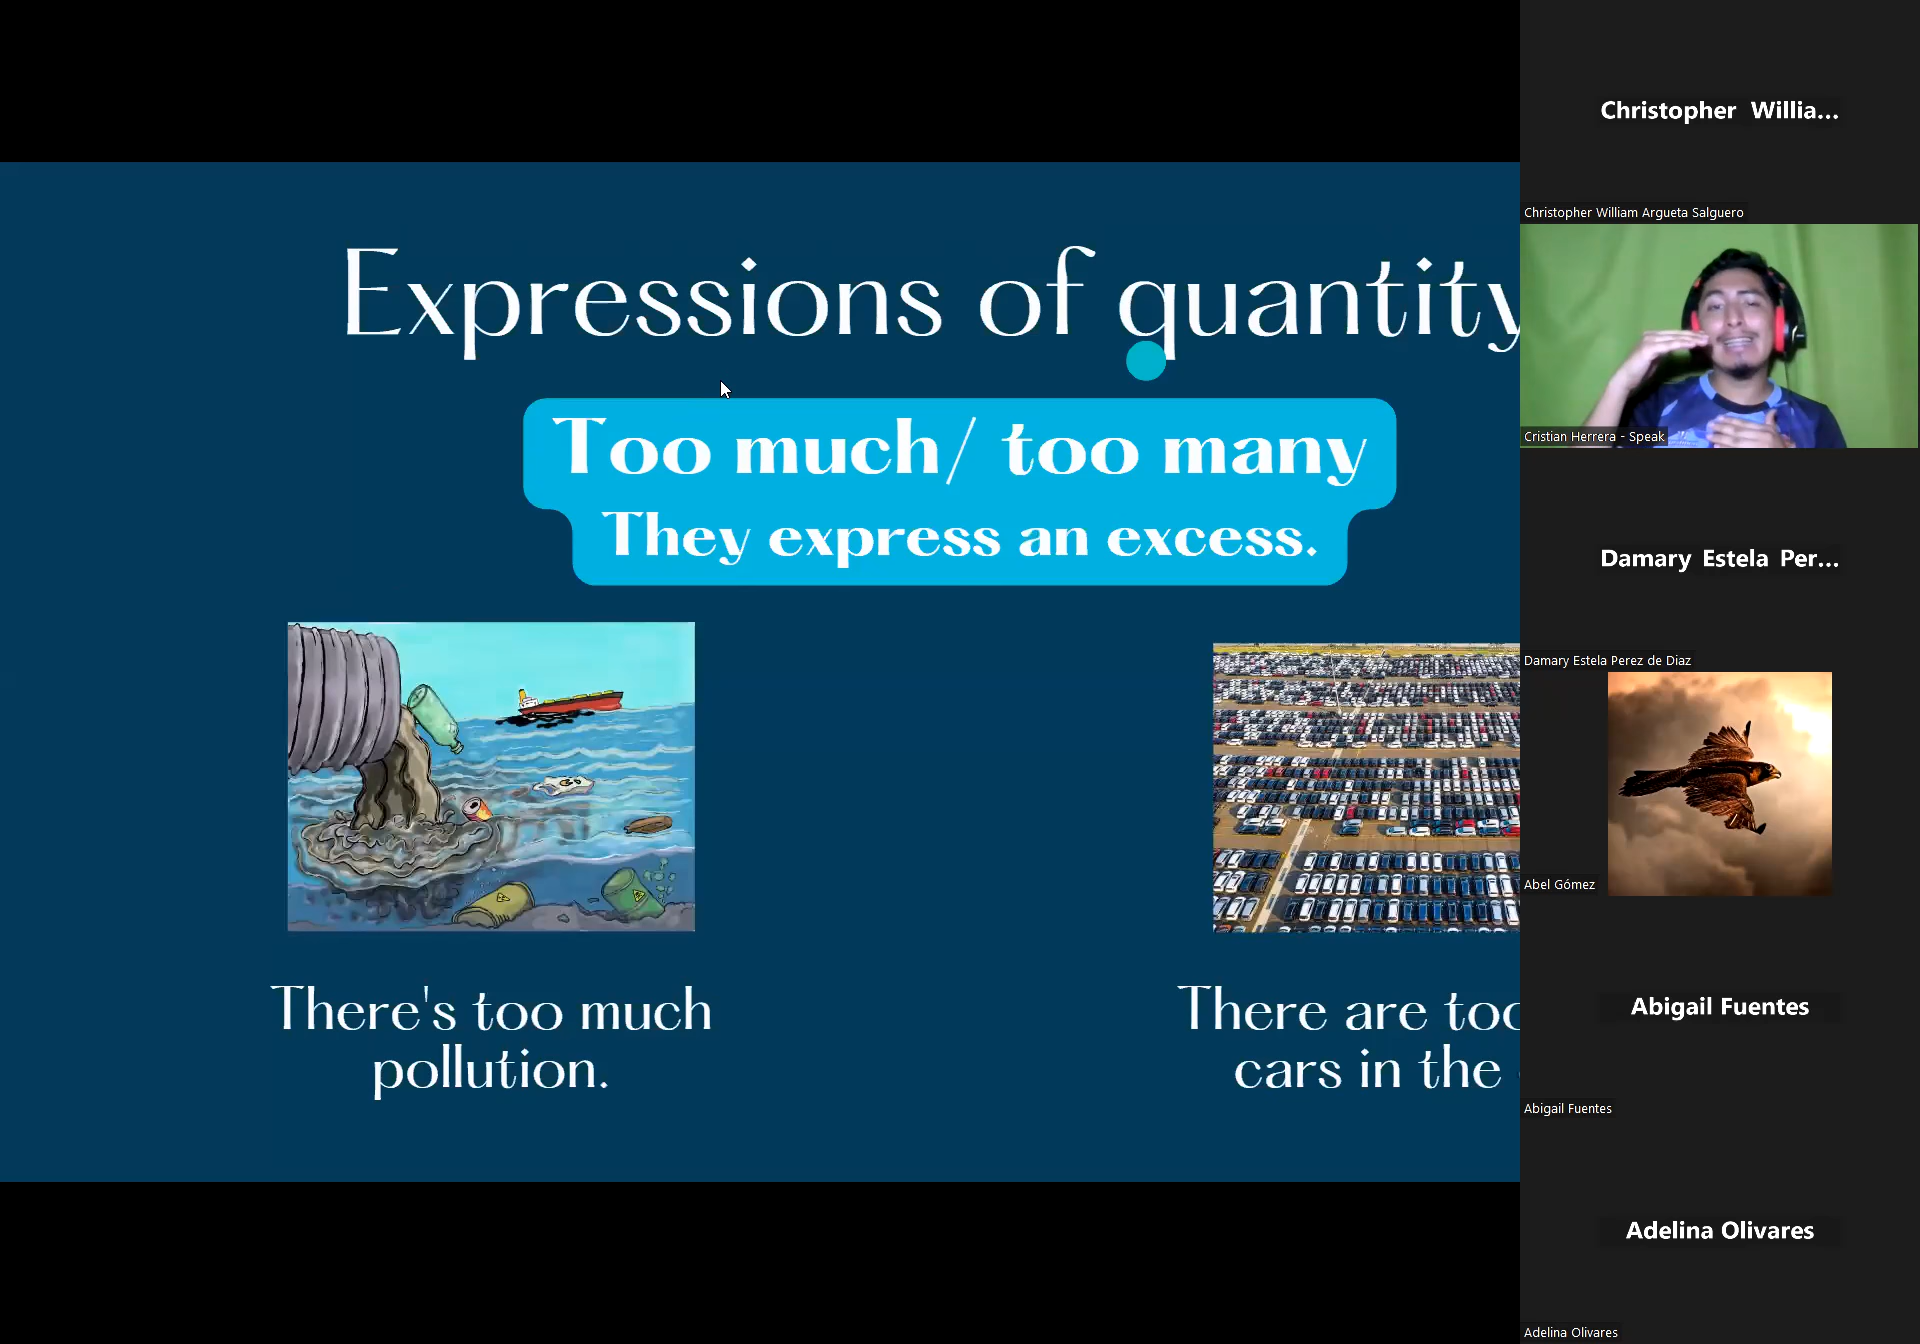 Expressions of quantity
Too much/ too many
They express an excess.
There's too much
pollution.
There are too
cars in the
Christopher Willia...
Christopher William Argueta Salguero
Cristian Herrera - Speak
Damary Estela Per...
Damary Estela Perez de Diaz
Abel Gómez
Abigail Fuentes
Abigail Fuentes
Adelina Olivares
Adelina Olivares